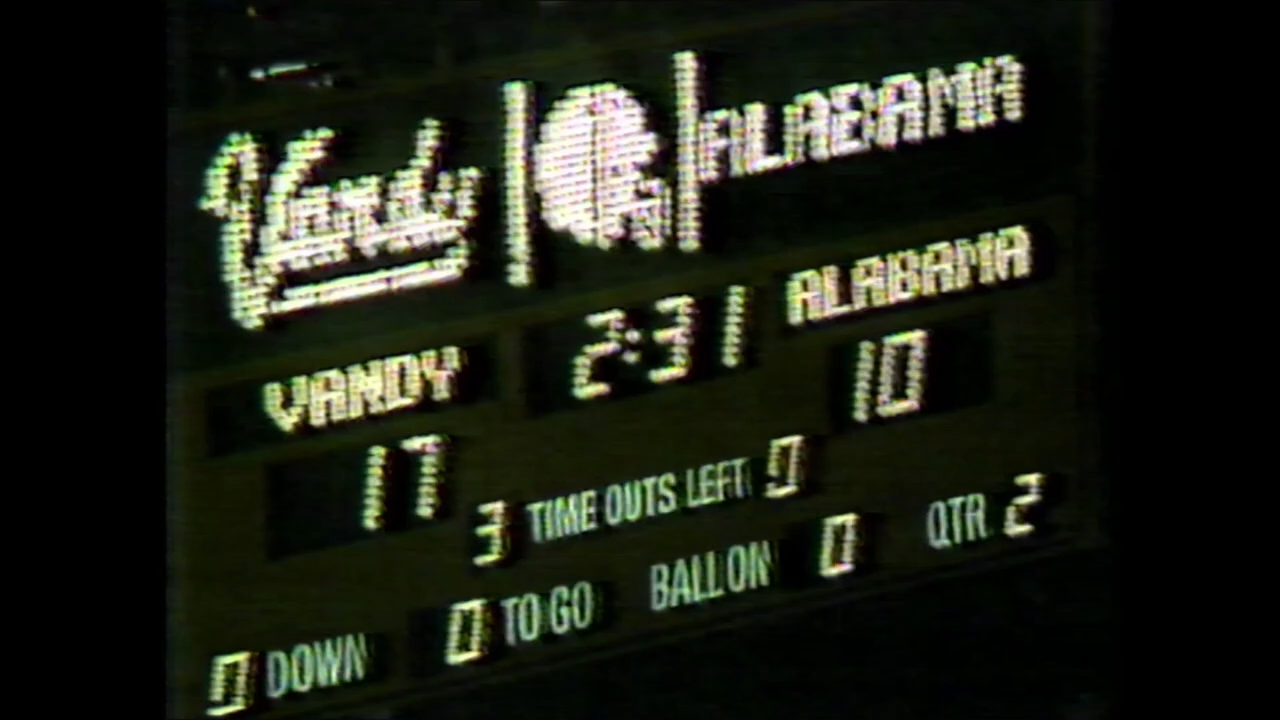 Vandy ALABAMA
VANDY 2:31 ALABAMA
17 10
3 TIME OUTS LEFT
0 DOWN 0 TO GO BALL ON 0 QTR 2